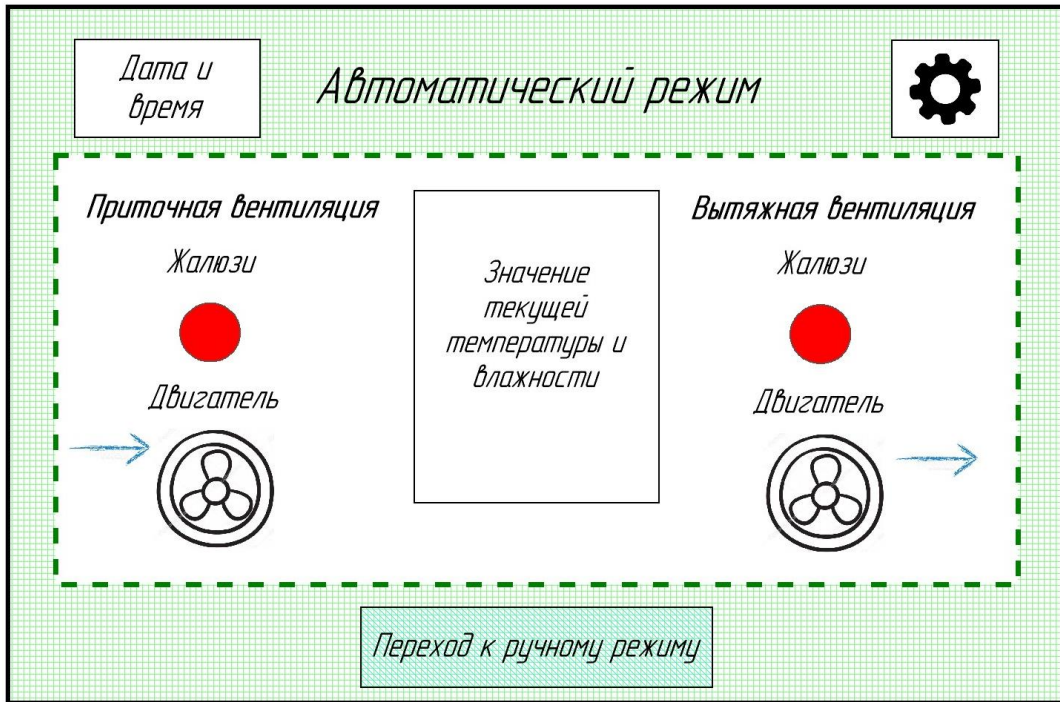 Дата и
время
Автоматический режим
Приточная вентиляция
Жалюзи
Двигатель
Значение
текущей
температуры и
влажности
Вытяжная вентиляция
Жалюзи
Двигатель
Переход к ручному режиму